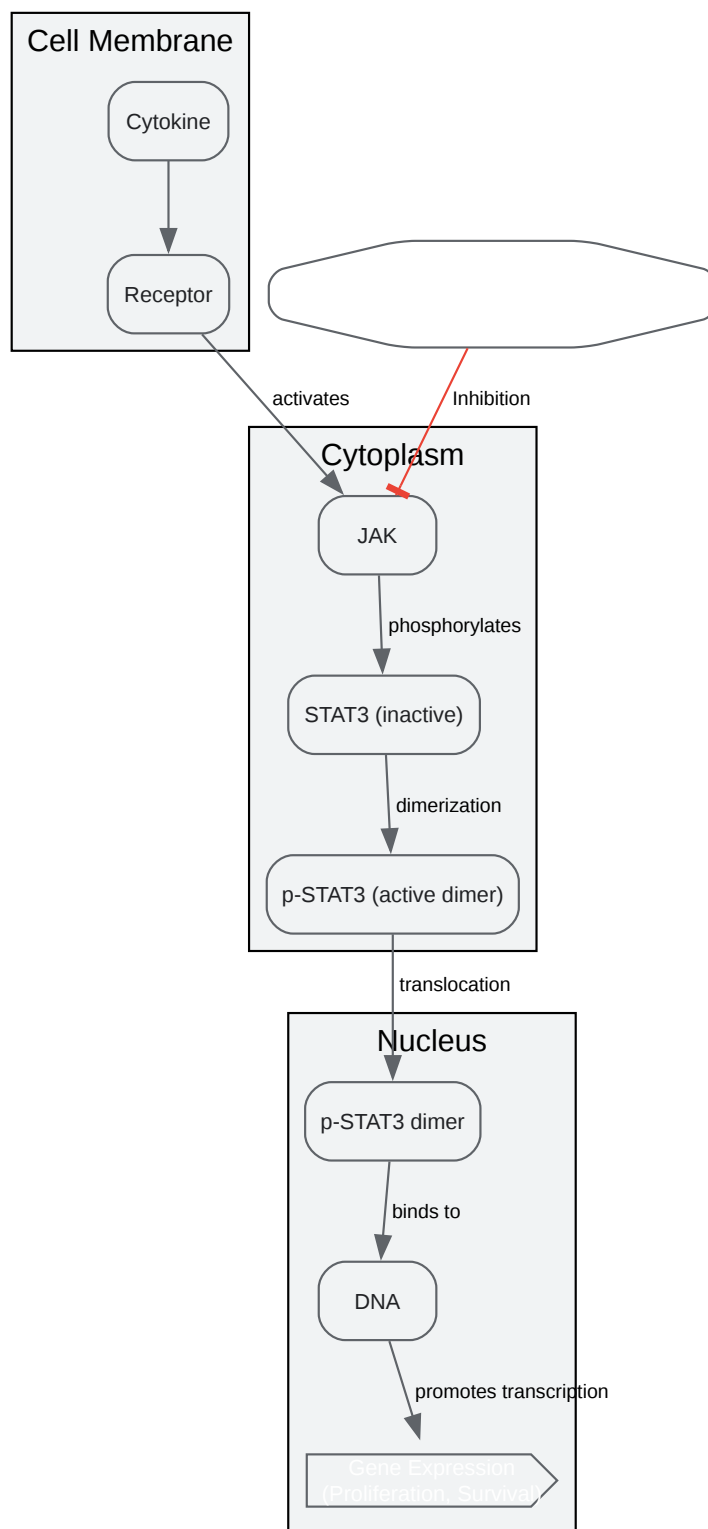 Cell Membrane
Cytokine
Receptor
activates
Inhibition
Cytoplasm
JAK
phosphorylates
STAT3 (inactive)
dimerization
p-STAT3 (active dimer)
translocation
Nucleus
p-STAT3 dimer
binds to
DNA
promotes transcription
Gene Expression
(Proliferation, Survival)